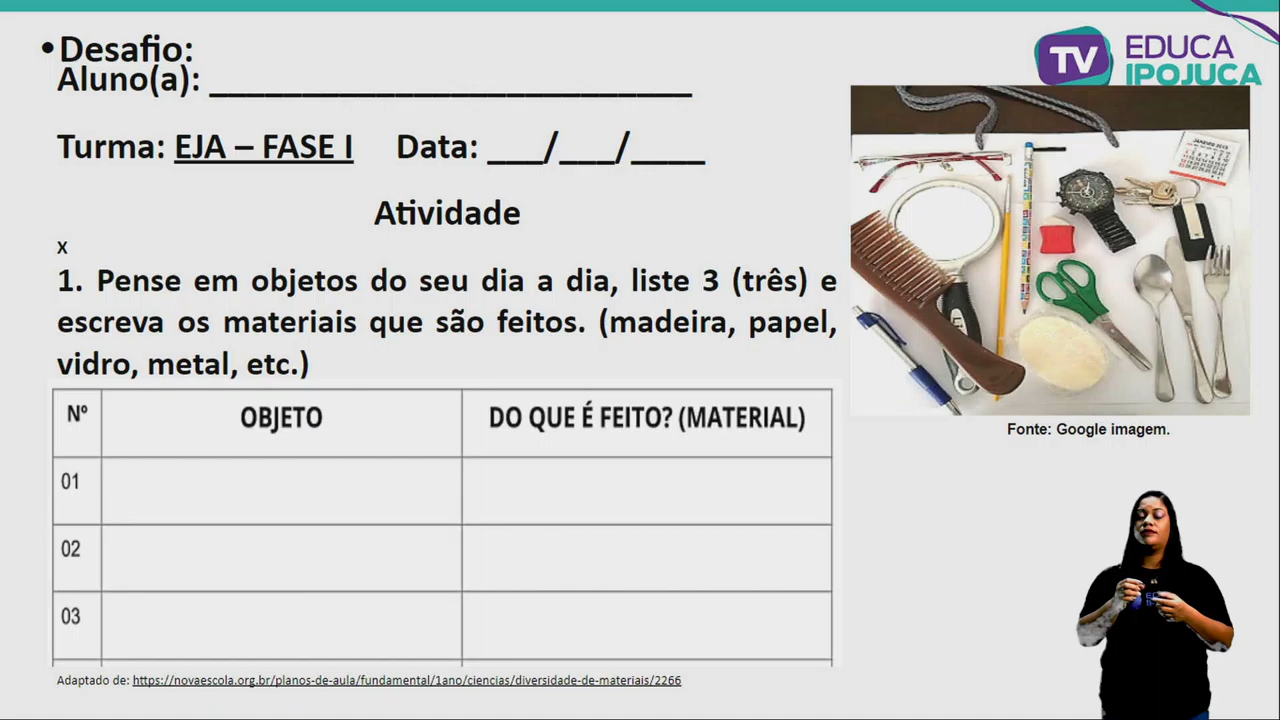 • Desafio:
Aluno(a): __________________________
TV EDUCA
IPOJUCA
Turma: EJA – FASE I Data: ___/___/____
Atividade
x
1. Pense em objetos do seu dia a dia, liste 3 (três) e
escreva os materiais que são feitos. (madeira, papel,
vidro, metal, etc.)
Nº OBJETO DO QUE É FEITO? (MATERIAL)
01
02
03
Fonte: Google imagem.
Adaptado de: https://novaescola.org.br/planos-de-aula/fundamental/1ano/ciencias/diversidade-de-materiais/2266